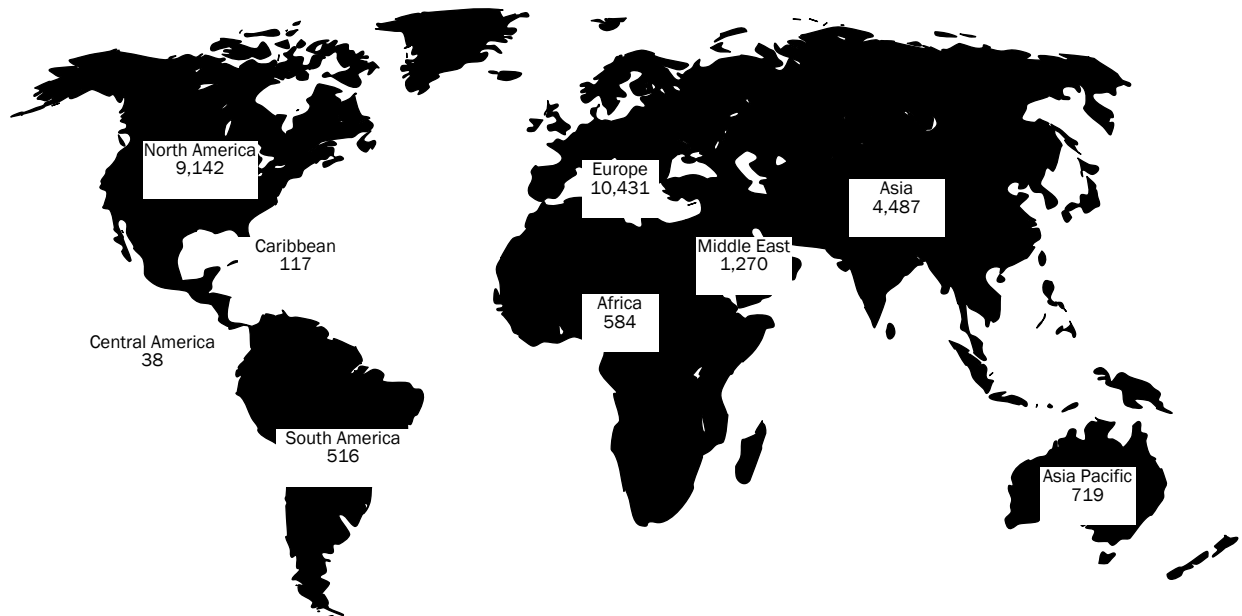 North America
9,142
Europe
10,431
Asia
4,487
Caribbean
117
Middle East
1,270
Africa
584
Central America
38
South America
516
Asia Pacific
719